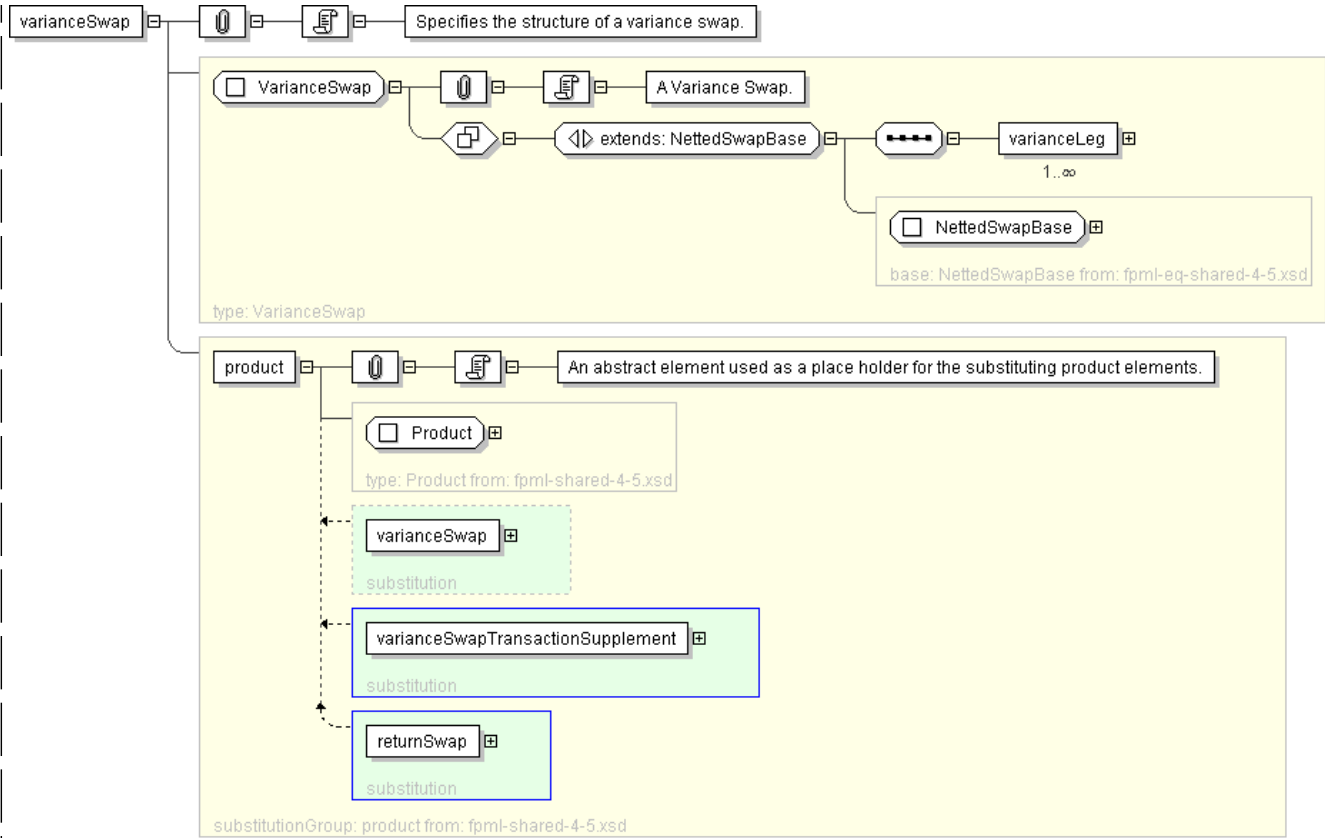 varianceSwap
Specifies the structure of a variance swap.
VarianceSwap
A Variance Swap.
extends: NettedSwapBase
varianceLeg
1..∞
NettedSwapBase
base: NettedSwapBase from: fpml-eq-shared-4-5.xsd
type: VarianceSwap
product
An abstract element used as a place holder for the substituting product elements.
Product
type: Product from: fpml-shared-4-5.xsd
varianceSwap
substitution
varianceSwapTransactionSupplement
substitution
returnSwap
substitution
substitutionGroup: product from: fpml-shared-4-5.xsd